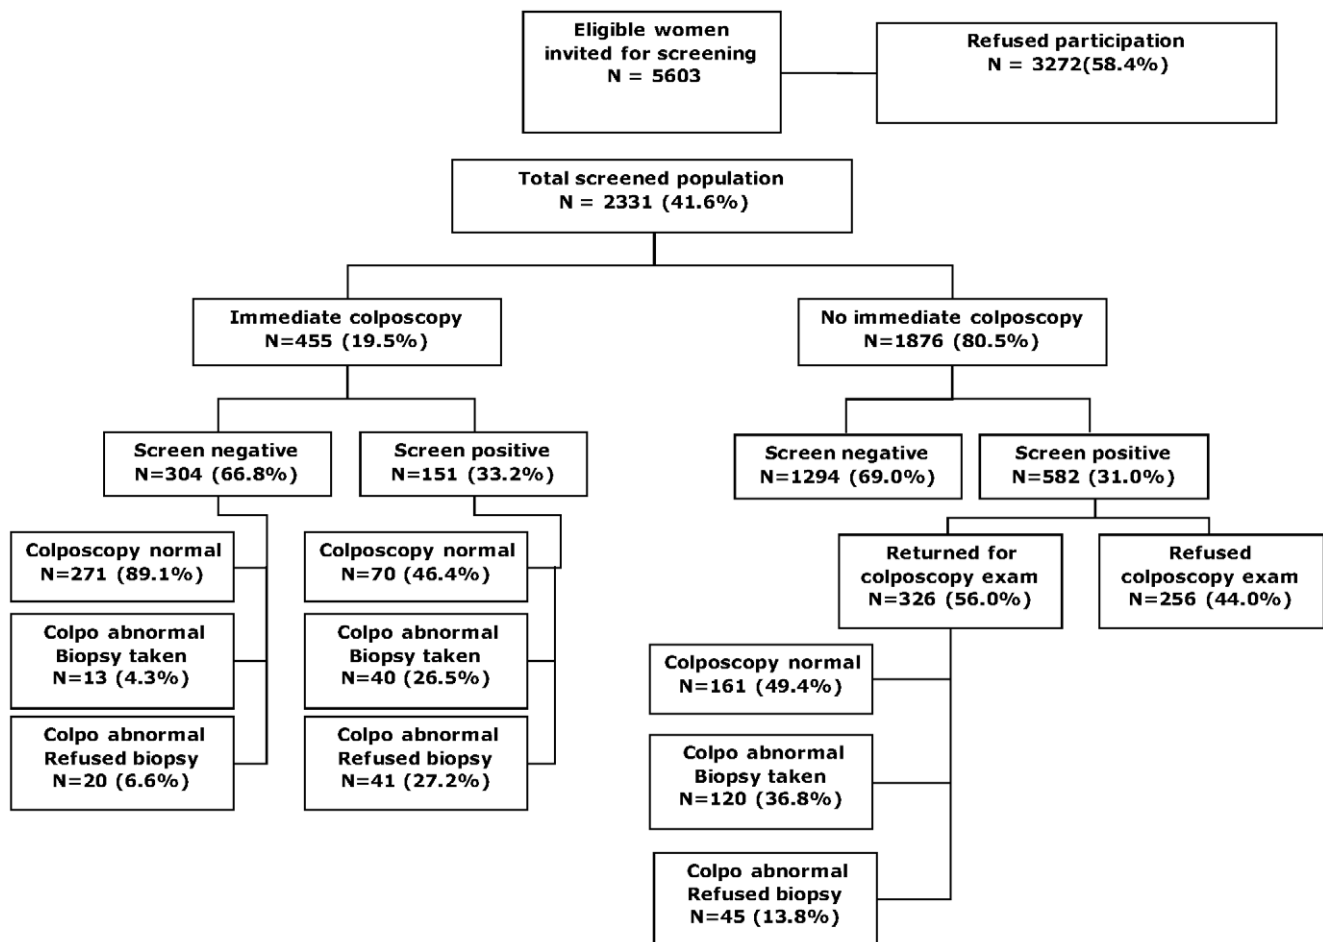 Eligible women
invited for screening
N = 5603
Refused participation
N = 3272(58.4%)
Total screened population
N = 2331 (41.6%)
Immediate colposcopy
N=455 (19.5%)
No immediate colposcopy
N=1876 (80.5%)
Screen negative
N=304 (66.8%)
Screen positive
N=151 (33.2%)
Screen negative
N=1294 (69.0%)
Screen positive
N=582 (31.0%)
Colposcopy normal
N=271 (89.1%)
Colpo abnormal
Biopsy taken
N=13 (4.3%)
Colpo abnormal
Refused biopsy
N=20 (6.6%)
Colposcopy normal
N=70 (46.4%)
Colpo abnormal
Biopsy taken
N=40 (26.5%)
Colpo abnormal
Refused biopsy
N=41 (27.2%)
Returned for
colposcopy exam
N=326 (56.0%)
Refused
colposcopy exam
N=256 (44.0%)
Colposcopy normal
N=161 (49.4%)
Colpo abnormal
Biopsy taken
N=120 (36.8%)
Colpo abnormal
Refused biopsy
N=45 (13.8%)